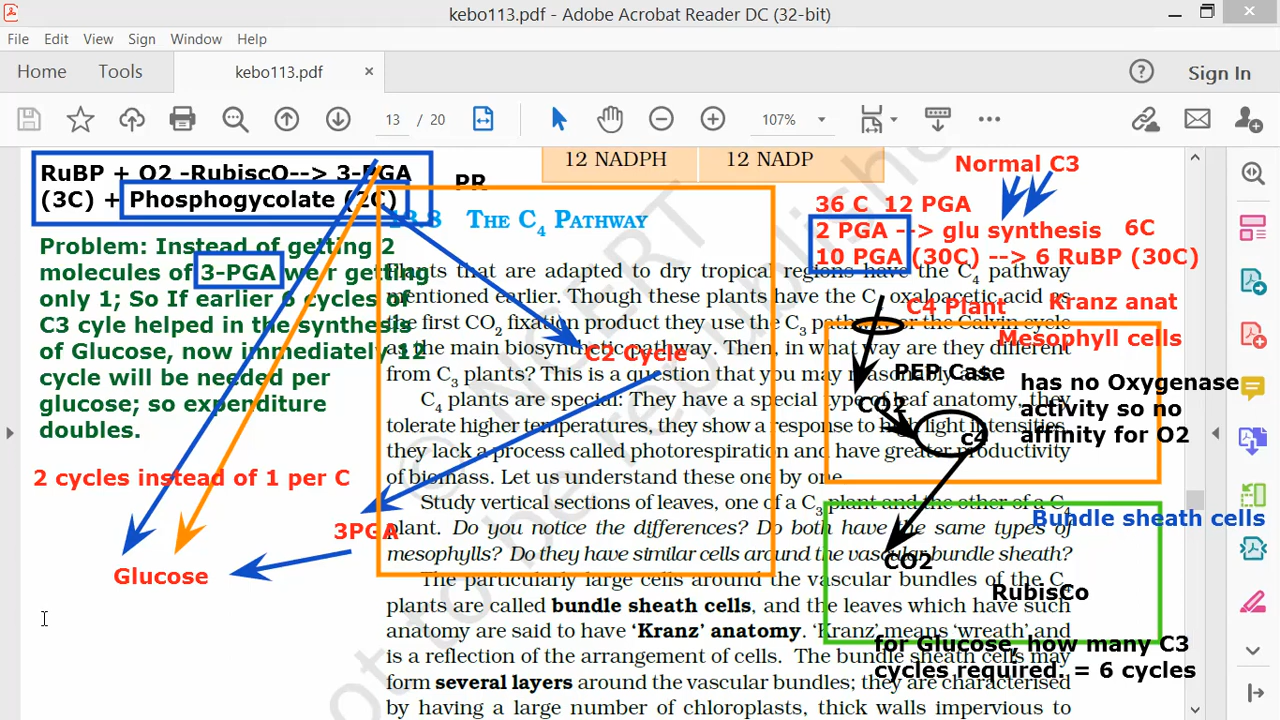 kebo113.pdf - Adobe Acrobat Reader DC (32-bit)
File Edit View Sign Window Help
Home Tools kebo113.pdf × Sign In
13 / 20 107%
12 NADPH 12 NADP
RuBP + O2 -RubiscO--> 3-PGA
(3C) + Phosphogycolate (2C)
PR
Problem: Instead of getting 2
molecules of 3-PGA we r getting
only 1; So If earlier 6 cycles of
C3 cyle helped in the synthesis
of Glucose, now immediately 12
cycle will be needed per
glucose; so expenditure
doubles.
2 cycles instead of 1 per C
C2 Cycle
3PGA
Glucose
13.8 THE C4 PATHWAY
Plants that are adapted to dry tropical regions have the C4 pathway
mentioned earlier. Though these plants have the C4 oxaloacetic acid as
the first CO2 fixation product they use the C3 pathway or the Calvin cycle
as the main biosynthetic pathway. Then, in what way are they different
from C3 plants? This is a question that you may reasonably ask.
C4 plants are special: They have a special type of leaf anatomy, they
tolerate higher temperatures, they show a response to high light intensities,
they lack a process called photorespiration and have greater productivity
of biomass. Let us understand these one by one.
Study vertical sections of leaves, one of a C3 plant and the other of a C4
plant. Do you notice the differences? Do both have the same types of
mesophylls? Do they have similar cells around the vascular bundle sheath?
The particularly large cells around the vascular bundles of the C4
plants are called bundle sheath cells, and the leaves which have such
anatomy are said to have ‘Kranz’ anatomy. ‘Kranz’ means ‘wreath’ and
is a reflection of the arrangement of cells. The bundle sheath cells may
form several layers around the vascular bundles; they are characterised
by having a large number of chloroplasts, thick walls impervious to
Normal C3
36 C 12 PGA
2 PGA --> glu synthesis 6C
10 PGA (30C) --> 6 RuBP (30C)
C4 Plant Kranz anat
Mesophyll cells
PEP Case
CO2
c4
has no Oxygenase
activity so no
affinity for O2
Bundle sheath cells
CO2
RubisCo
for Glucose, how many C3
cycles required. = 6 cycles